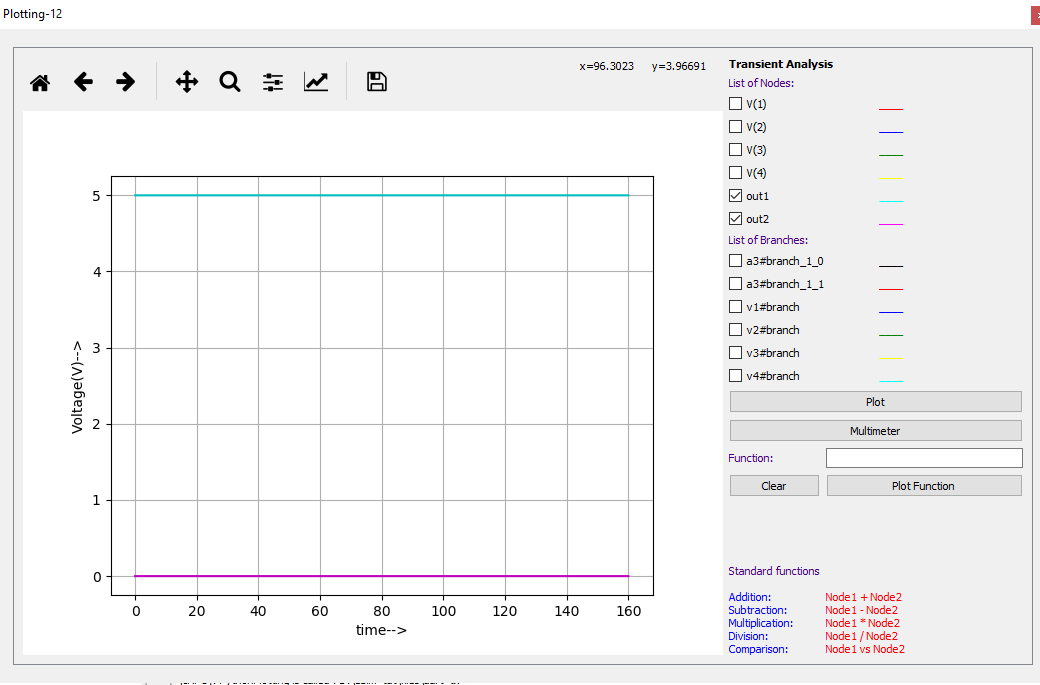 Plotting-12
x=96.3023 y=3.96691
5
4
3
2
1
0
Voltage(V)-->
0 20 40 60 80 100 120 140 160
time-->
Transient Analysis
List of Nodes:
V(1)
V(2)
V(3)
V(4)
out1
out2
List of Branches:
a3#branch_1_0
a3#branch_1_1
v1#branch
v2#branch
v3#branch
v4#branch
Plot
Multimeter
Function:
Clear Plot Function
Standard functions
Addition: Node1 + Node2
Subtraction: Node1 - Node2
Multiplication: Node1 * Node2
Division: Node1 / Node2
Comparison: Node1 vs Node2